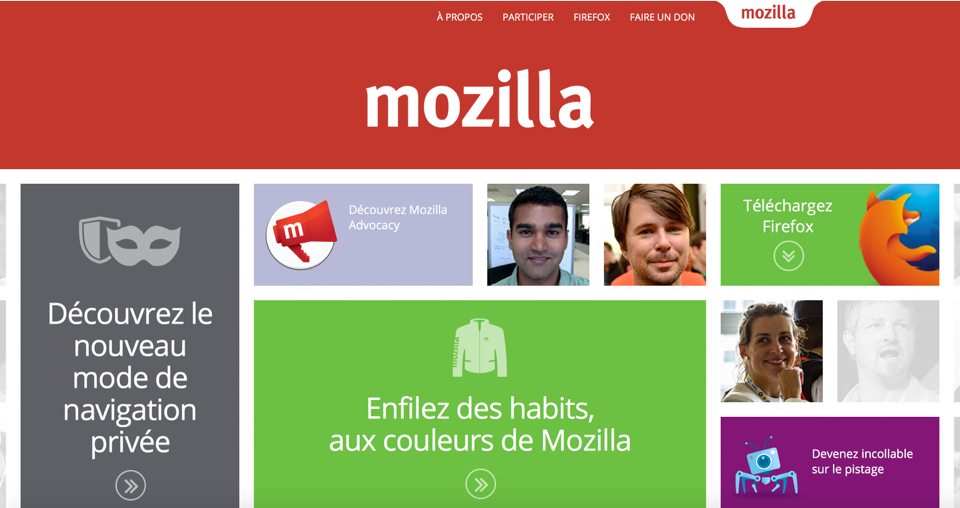 À PROPOS PARTICIPER FIREFOX FAIRE UN DON mozilla
mozilla
Découvrez le
nouveau
mode de
navigation
privée
m
Découvrez Mozilla
Advocacy
Téléchargez
Firefox
Enfilez des habits,
aux couleurs de Mozilla
Devenez incollable
sur le pistage